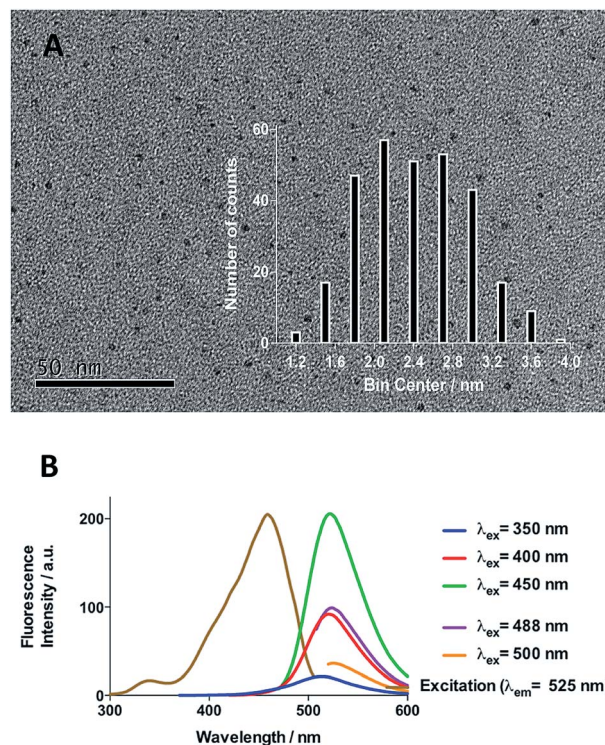 A
60
40
20
0
Number of counts
1.2 1.6 2.0 2.4 2.8 3.2 3.6 4.0
Bin Center / nm
50 nm
B
200
100
0
Fluorescence
Intensity / a.u.
300 400 500 600
Wavelength / nm
λex= 350 nm
λex= 400 nm
λex= 450 nm
λex= 488 nm
λex= 500 nm
Excitation (λem= 525 nm